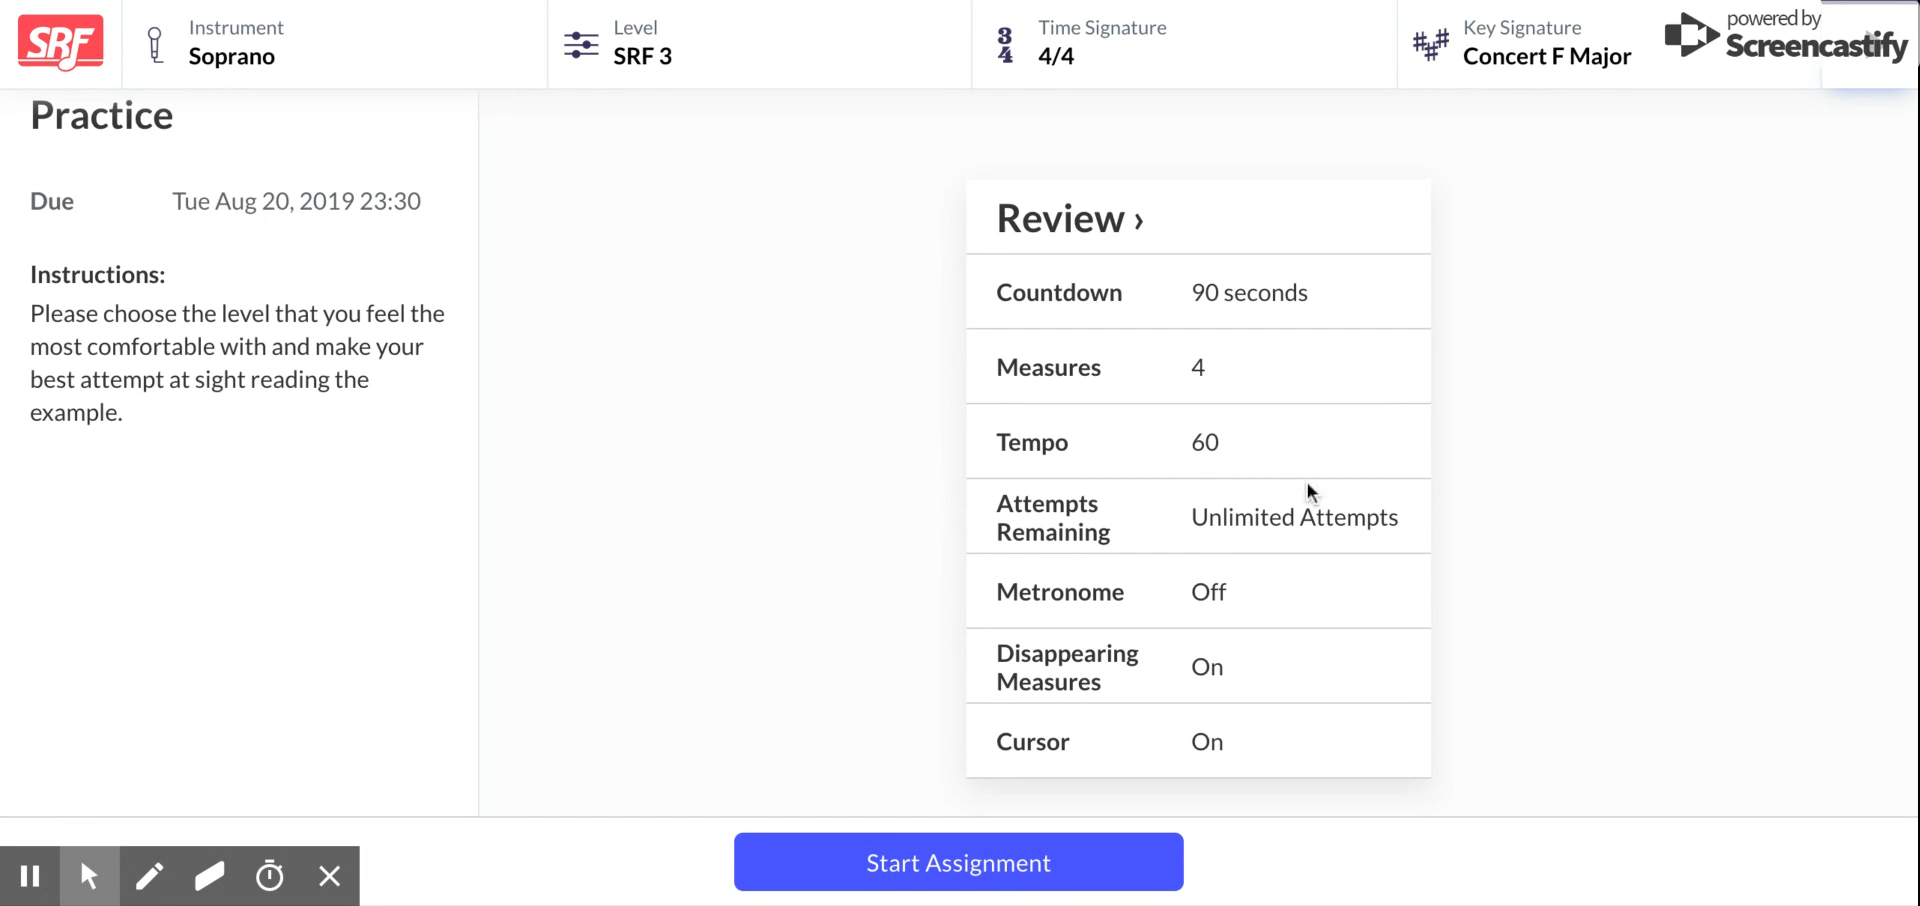 SRF
Instrument
Soprano
Level
SRF 3
3
4
Time Signature
4/4
Key Signature
Concert F Major
powered by
Screencastify
Practice
Due Tue Aug 20, 2019 23:30
Instructions:
Please choose the level that you feel the
most comfortable with and make your
best attempt at sight reading the
example.
Review ›
Countdown 90 seconds
Measures 4
Tempo 60
Attempts
Remaining
Unlimited Attempts
Metronome Off
Disappearing
Measures
On
Cursor On
Start Assignment